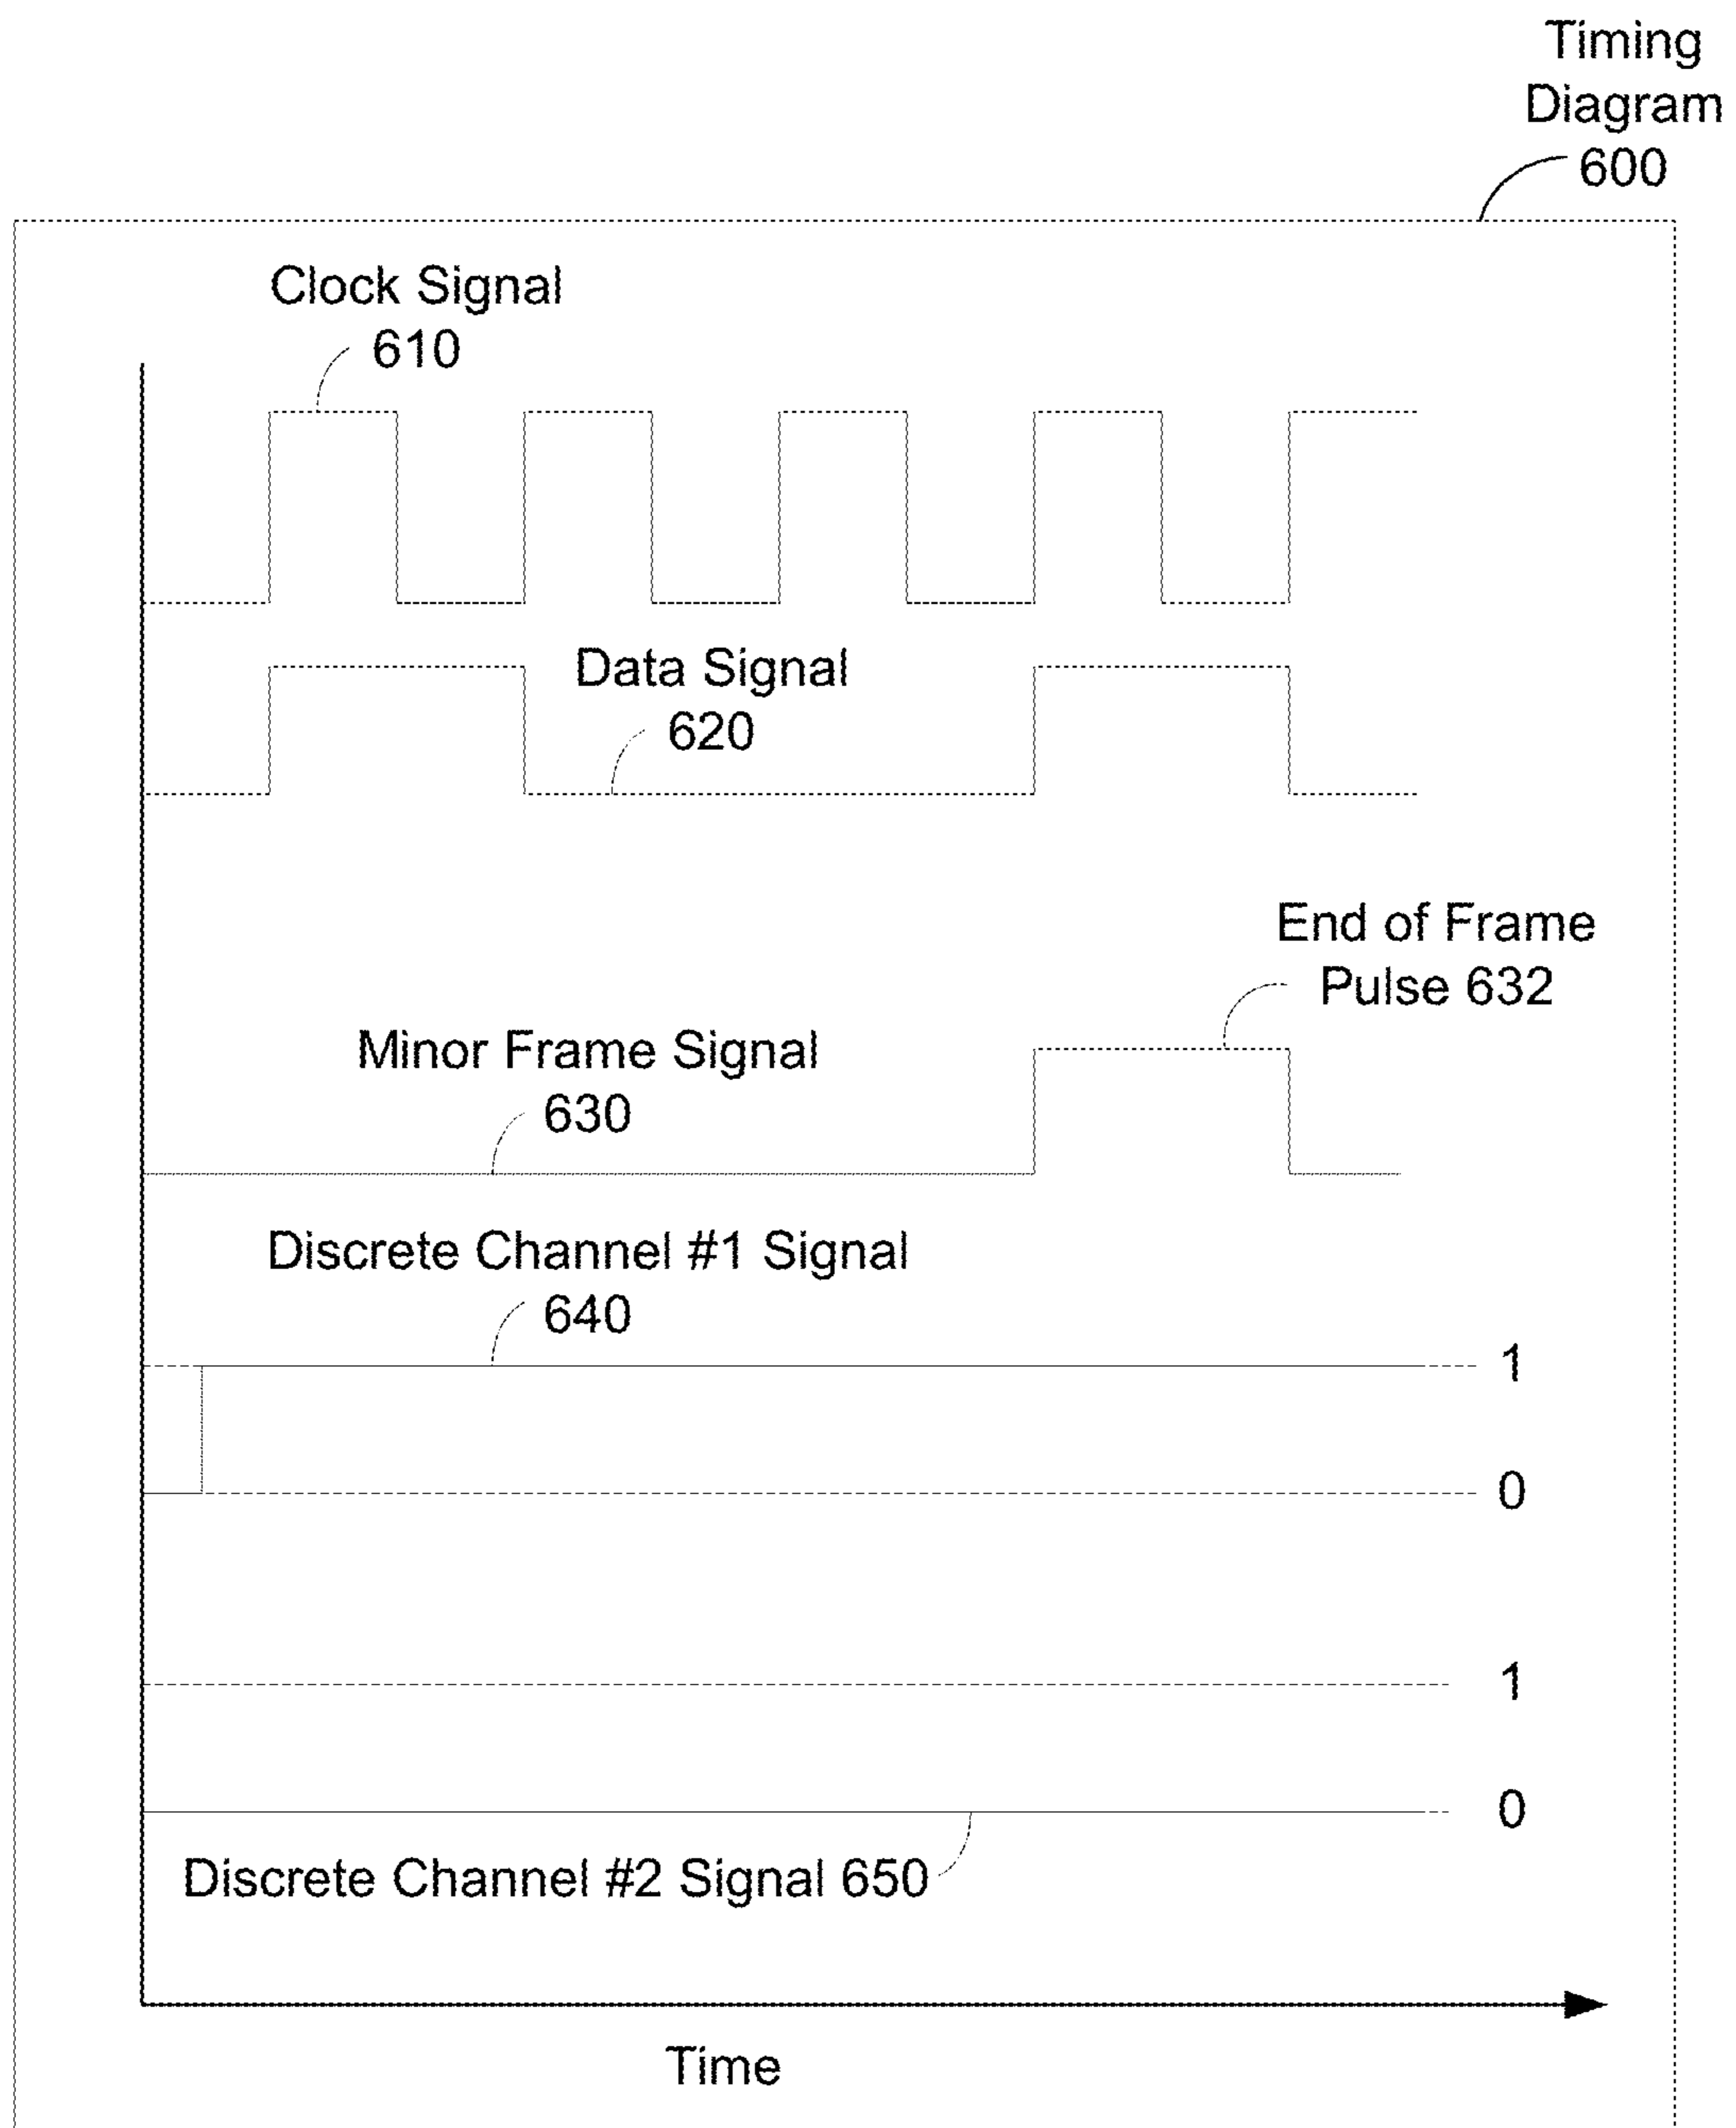 Timing
Diagram
600
Clock Signal
610
Data Signal
620
End of Frame
Pulse 632
Minor Frame Signal
630
Discrete Channel #1 Signal
640
1
0
1
0
Discrete Channel #2 Signal 650
Time